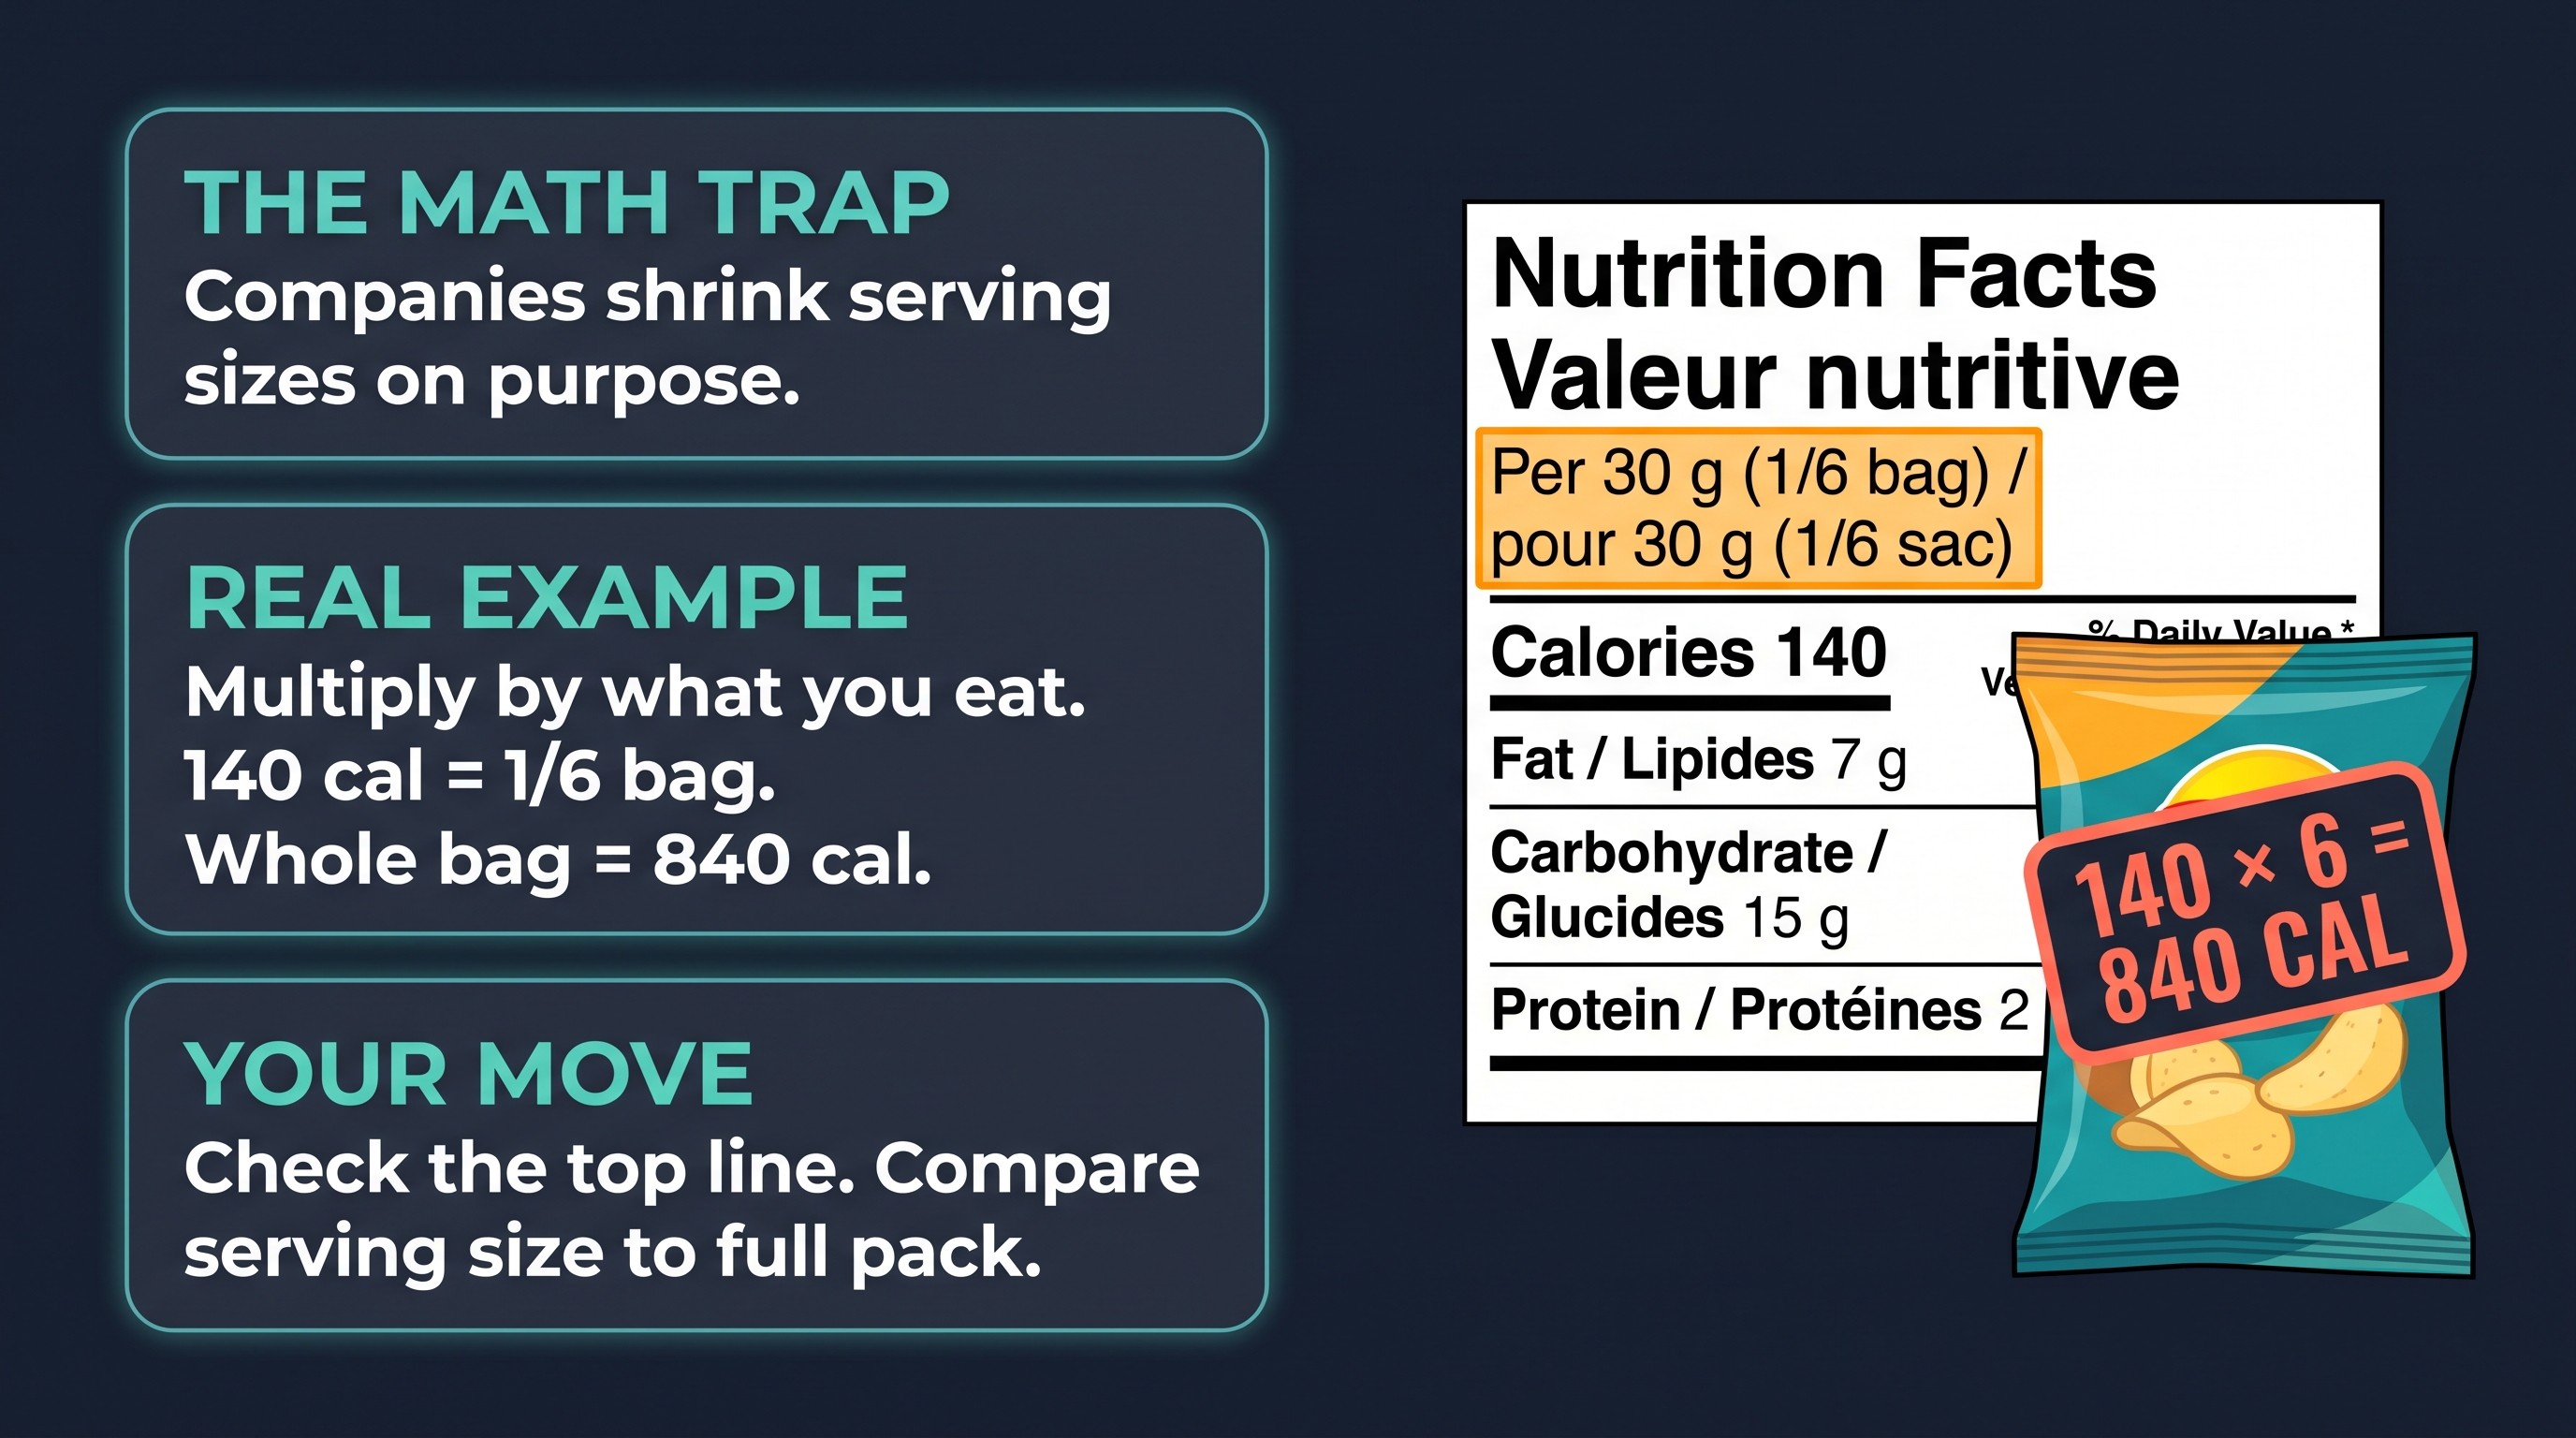 THE MATH TRAP
Companies shrink serving
sizes on purpose.
REAL EXAMPLE
Multiply by what you eat.
140 cal = 1/6 bag.
Whole bag = 840 cal.
YOUR MOVE
Check the top line. Compare
serving size to full pack.
Nutrition Facts
Valeur nutritive
Per 30 g (1/6 bag) /
pour 30 g (1/6 sac)
Calories 140
% Daily Value *
Fat / Lipides 7 g
Carbohydrate /
Glucides 15 g
Protein / Protéines 2
140 × 6 =
840 CAL